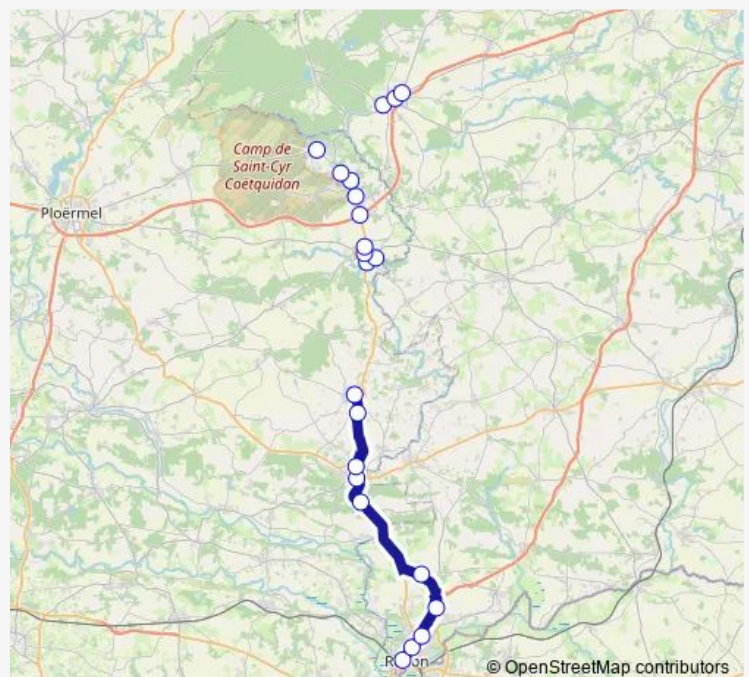 Camp de
Saint-Cyr
Coetquidan
Ploërmel
© OpenStreetMap contributors